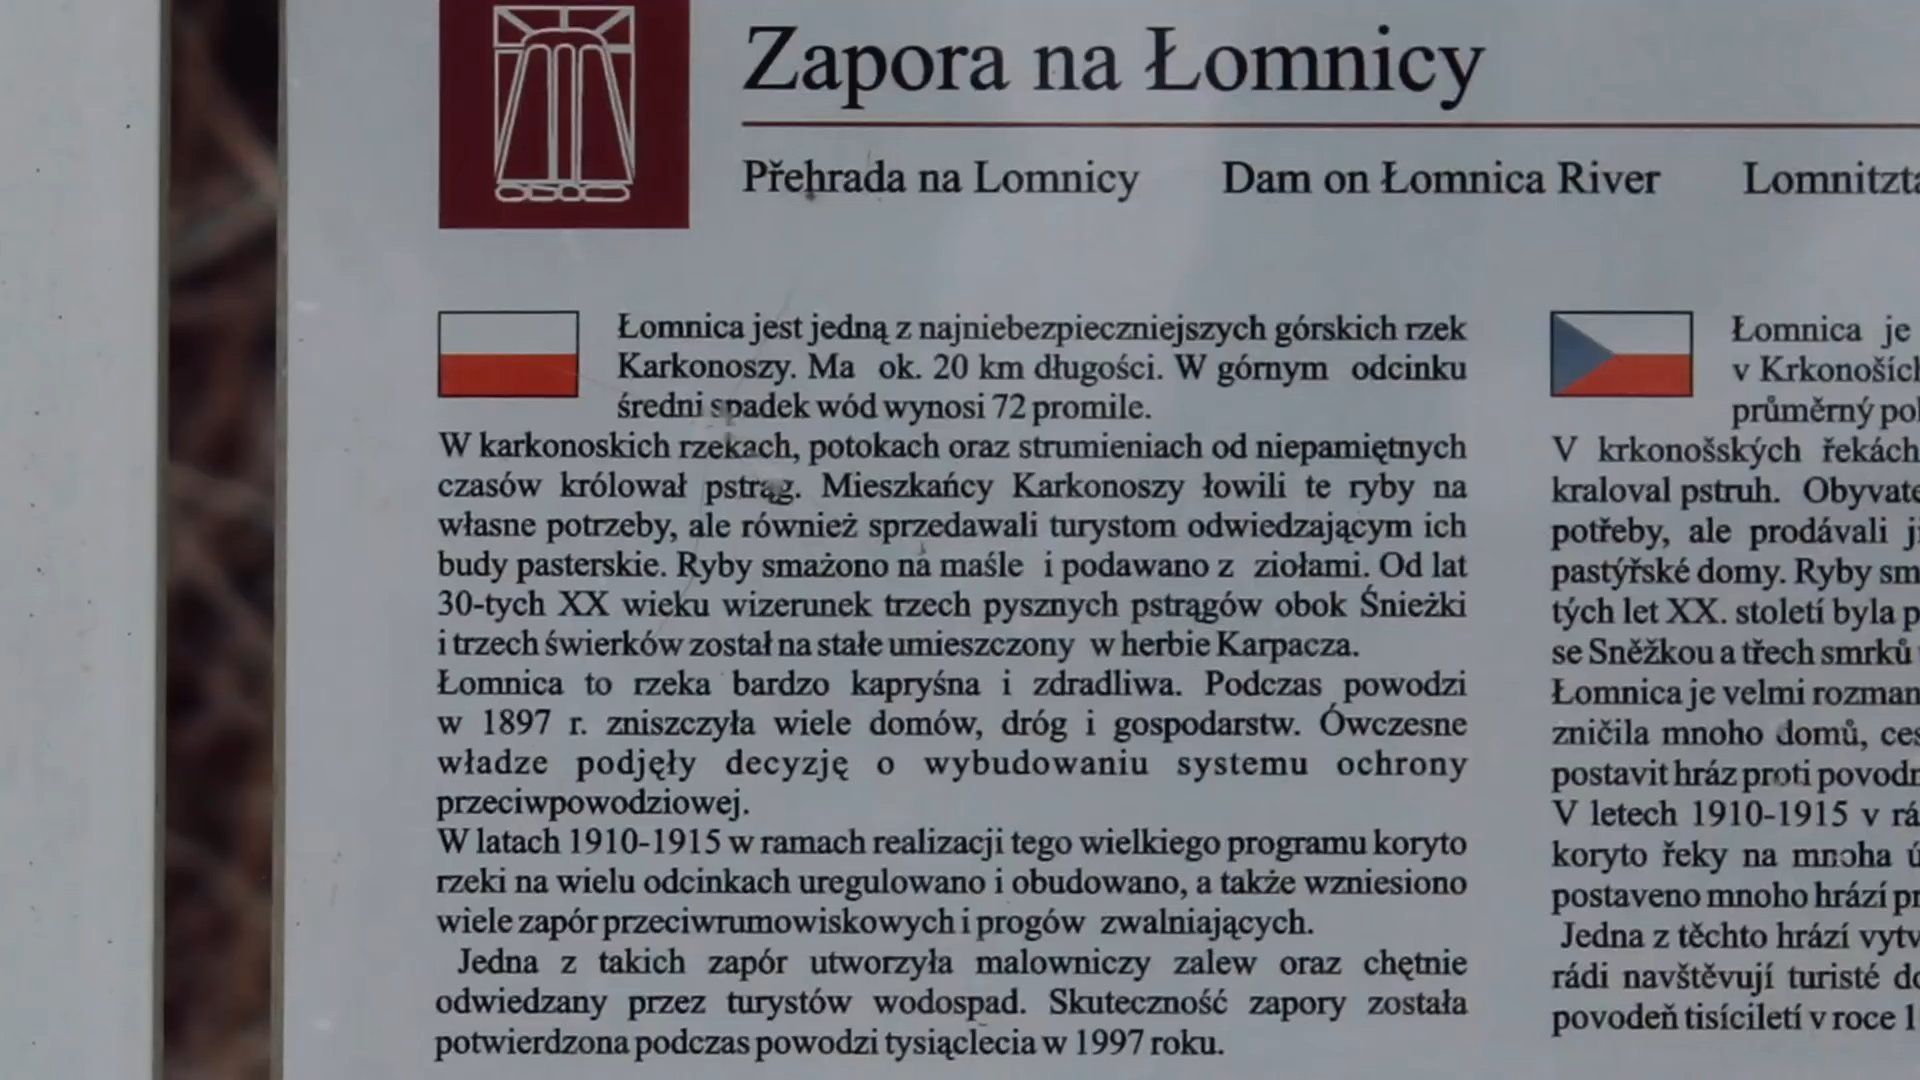 Zapora na Łomnicy
Přehrada na Lomnicy Dam on Łomnica River
Łomnica jest jedną z najniebezpieczniejszych górskich rzek
Karkonoszy. Ma ok. 20 km długości. W górnym odcinku
średni spadek wód wynosi 72 promile.
W karkonoskich rzekach, potokach oraz strumieniach od niepamiętnych
czasów królował pstrąg. Mieszkańcy Karkonoszy łowili te ryby na
własne potrzeby, ale również sprzedawali turystom odwiedzającym ich
budy pasterskie. Ryby smażono na maśle i podawano z ziołami. Od lat
30-tych XX wieku wizerunek trzech pysznych pstrągów obok Śnieżki
i trzech świerków został na stałe umieszczony w herbie Karpacza.
Łomnica to rzeka bardzo kapryśna i zdradliwa. Podczas powodzi
w 1897 r. zniszczyła wiele domów, dróg i gospodarstw. Ówczesne
władze podjęły decyzję o wybudowaniu systemu ochrony
przeciwpowodziowej.
W latach 1910-1915 w ramach realizacji tego wielkiego programu koryto
rzeki na wielu odcinkach uregulowano i obudowano, a także wzniesiono
wiele zapór przeciwrumowiskowych i progów zwalniających.
Jedna z takich zapór utworzyła malowniczy zalew oraz chętnie
odwiedzany przez turystów wodospad. Skuteczność zapory została
potwierdzona podczas powodzi tysiąclecia w 1997 roku.
Łomnica je
v
V krkonošských řekách
kraloval pstruh.
potřeby, ale prodávali
pastýřské domy. Ryby
tých let XX. století byla
se Sněžkou a třech smrků
Łomnica je velmi
zničila mnoho domů,
postavit hráz proti
V letech 1910-1915 v
koryto řeky na mnoha
postaveno mnoho hrází
Jedna z těchto hrází
rádi navštěvují turisté
povodeň tisíciletí v roce